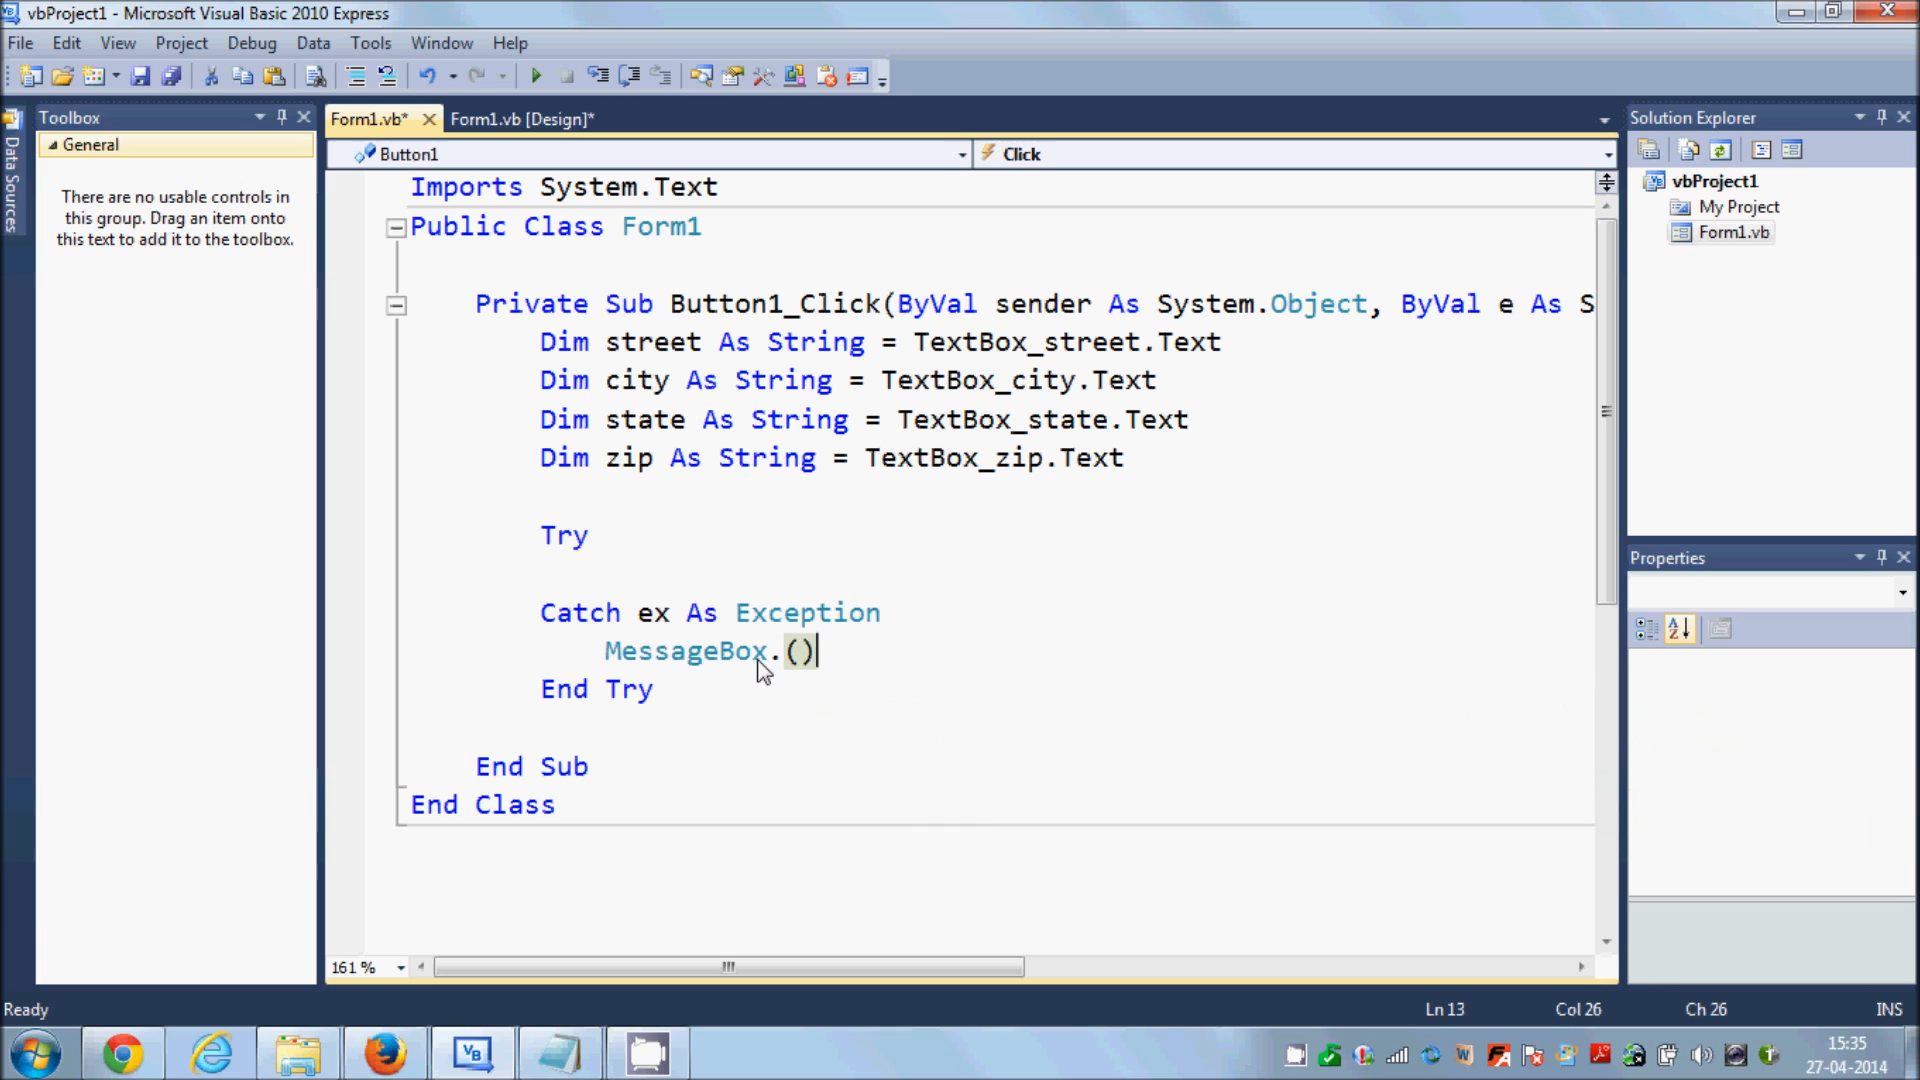 vbProject1 - Microsoft Visual Basic 2010 Express
File Edit View Project Debug Data Tools Window Help
Data Sources
Toolbox
General
There are no usable controls in
this group. Drag an item onto
this text to add it to the toolbox.
Form1.vb* Form1.vb [Design]*
Button1 Click
Imports System.Text
Public Class Form1
Private Sub Button1_Click(ByVal sender As System.Object, ByVal e As S
Dim street As String = TextBox_street.Text
Dim city As String = TextBox_city.Text
Dim state As String = TextBox_state.Text
Dim zip As String = TextBox_zip.Text
Try
Catch ex As Exception
MessageBox.()
End Try
End Sub
End Class
161 %
Solution Explorer
vbProject1
My Project
Form1.vb
Properties
Ready Ln 13 Col 26 Ch 26 INS
15:35
27-04-2014